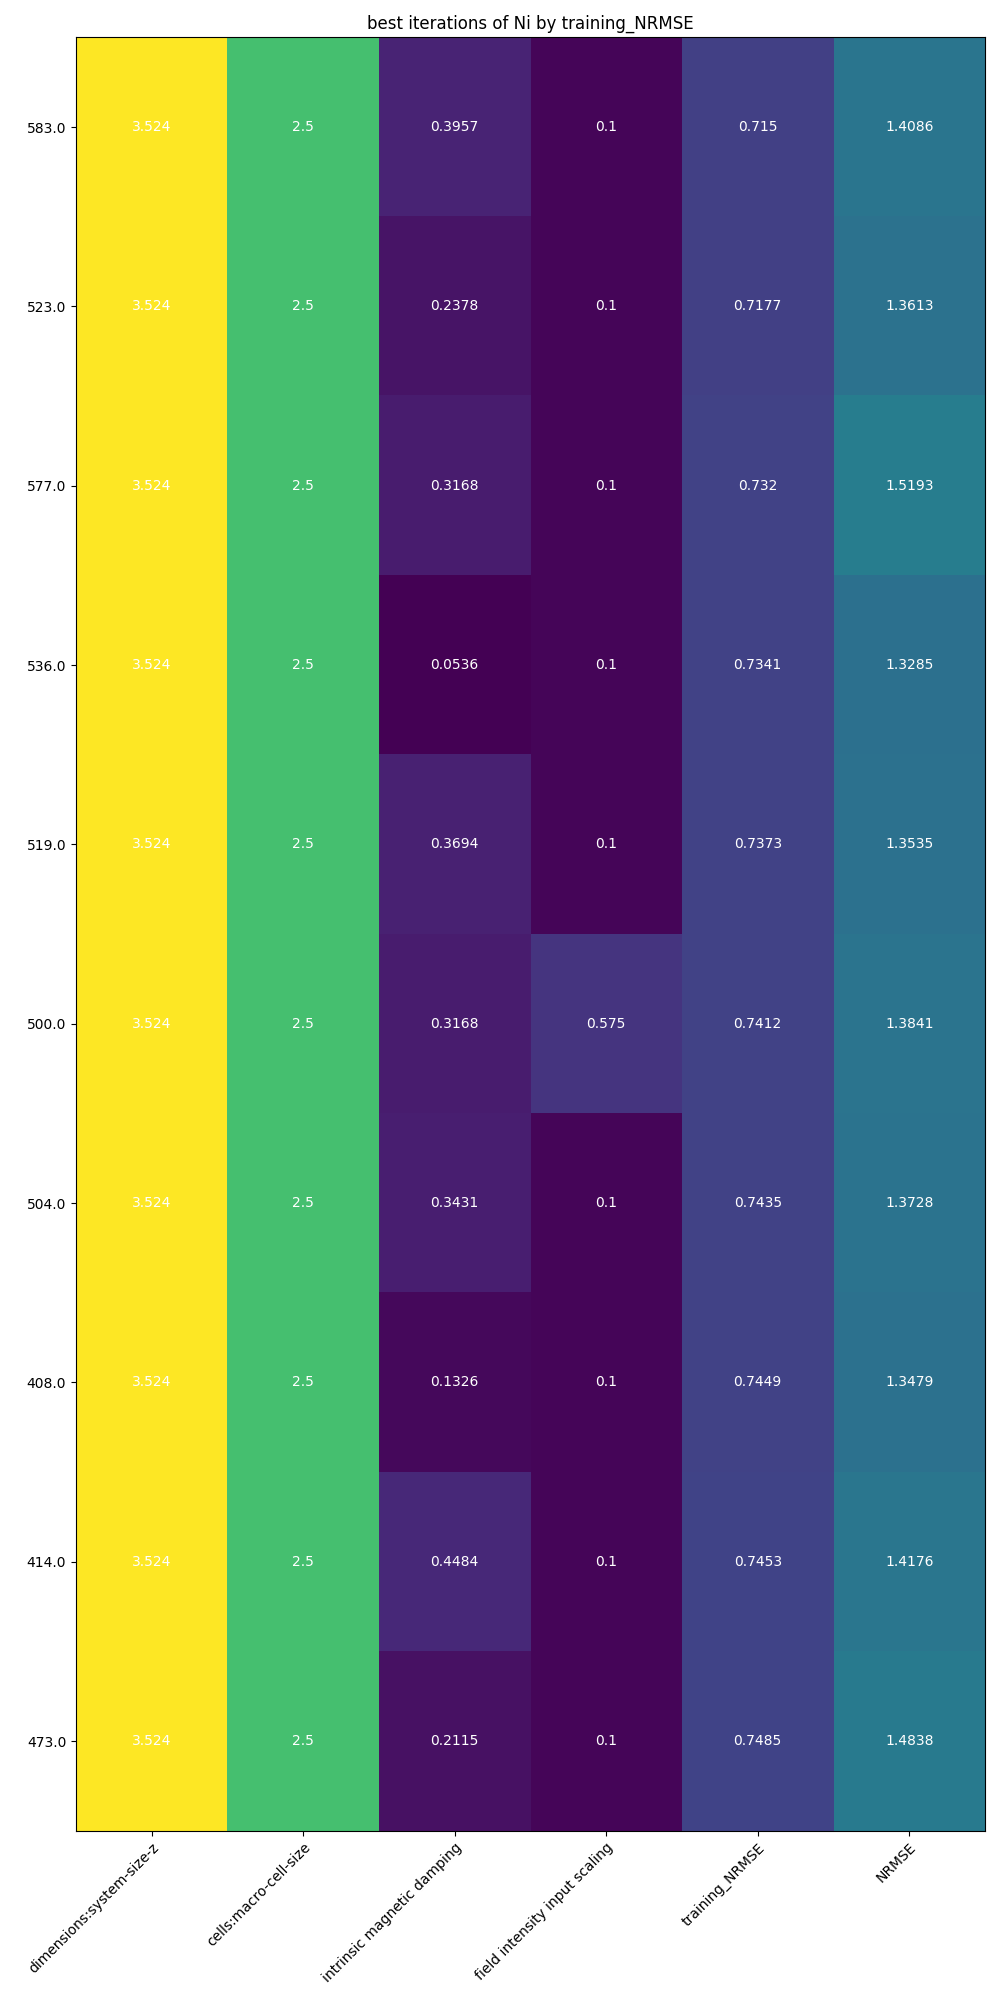 best iterations of Ni by training_NRMSE
583.0 3.524 2.5 0.3957 0.1 0.715 1.4086
523.0 3.524 2.5 0.2378 0.1 0.7177 1.3613
577.0 3.524 2.5 0.3168 0.1 0.732 1.5193
536.0 3.524 2.5 0.0536 0.1 0.7341 1.3285
519.0 3.524 2.5 0.3694 0.1 0.7373 1.3535
500.0 3.524 2.5 0.3168 0.575 0.7412 1.3841
504.0 3.524 2.5 0.3431 0.1 0.7435 1.3728
408.0 3.524 2.5 0.1326 0.1 0.7449 1.3479
414.0 3.524 2.5 0.4484 0.1 0.7453 1.4176
473.0 3.524 2.5 0.2115 0.1 0.7485 1.4838
dimensions:system-size-z
cells:macro-cell-size
intrinsic magnetic damping
field intensity input scaling
training_NRMSE
NRMSE